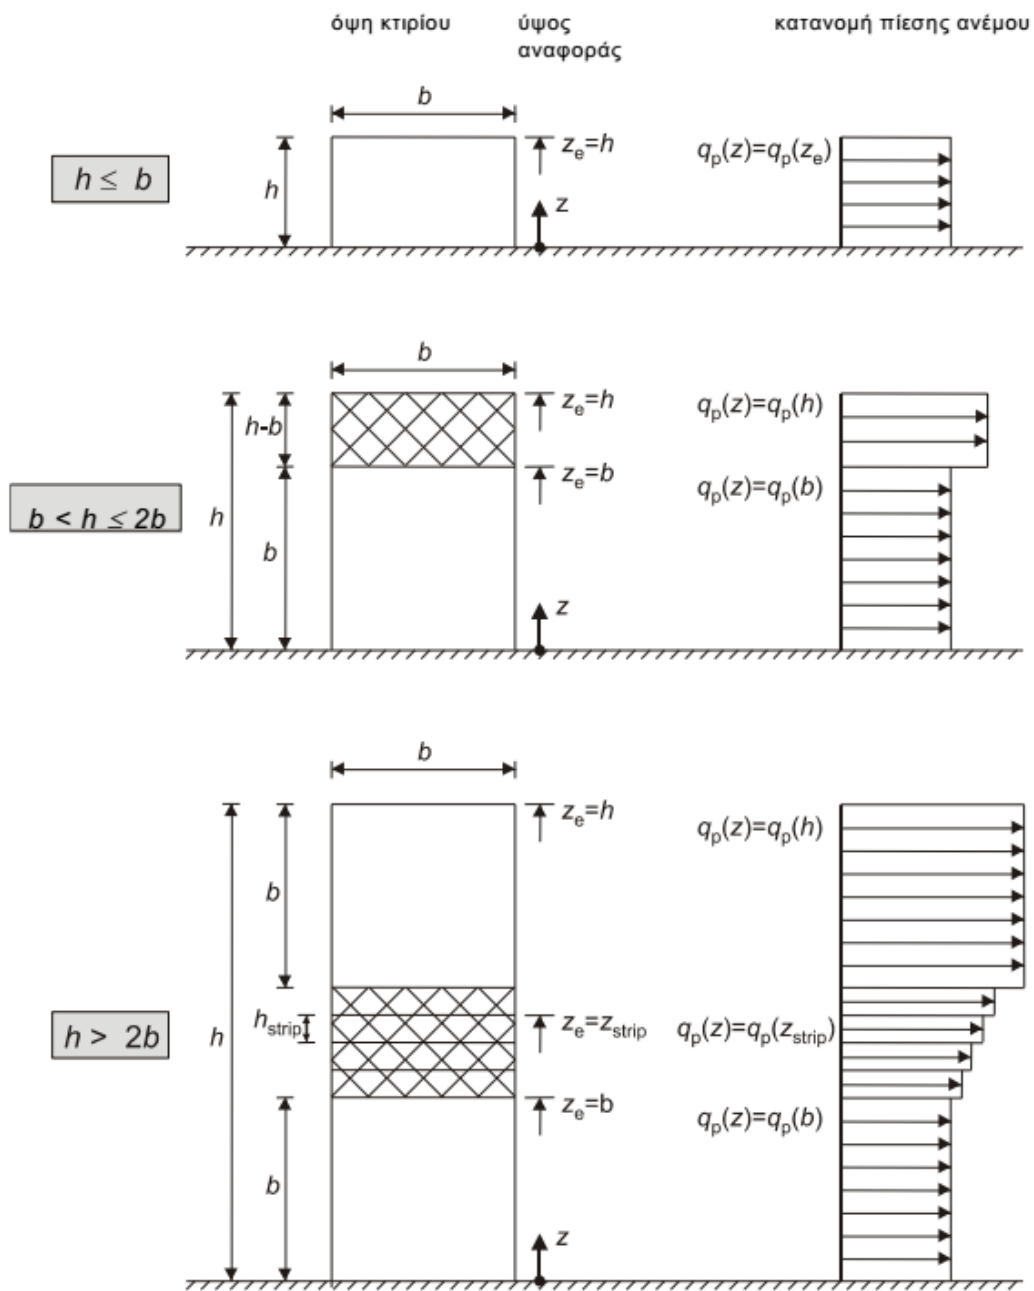 όψη κτιρίου
ύψος
αναφοράς
κατανομή πίεσης ανέμου
b
h ≤ b
h
z_e=h
z
q_p(z)=q_p(z_e)
b
b < h ≤ 2b
h
h-b
b
z_e=h
z_e=b
z
q_p(z)=q_p(h)
q_p(z)=q_p(b)
b
h > 2b
h
b
h_strip
b
z_e=h
z_e=z_strip
z_e=b
z
q_p(z)=q_p(h)
q_p(z)=q_p(z_strip)
q_p(z)=q_p(b)